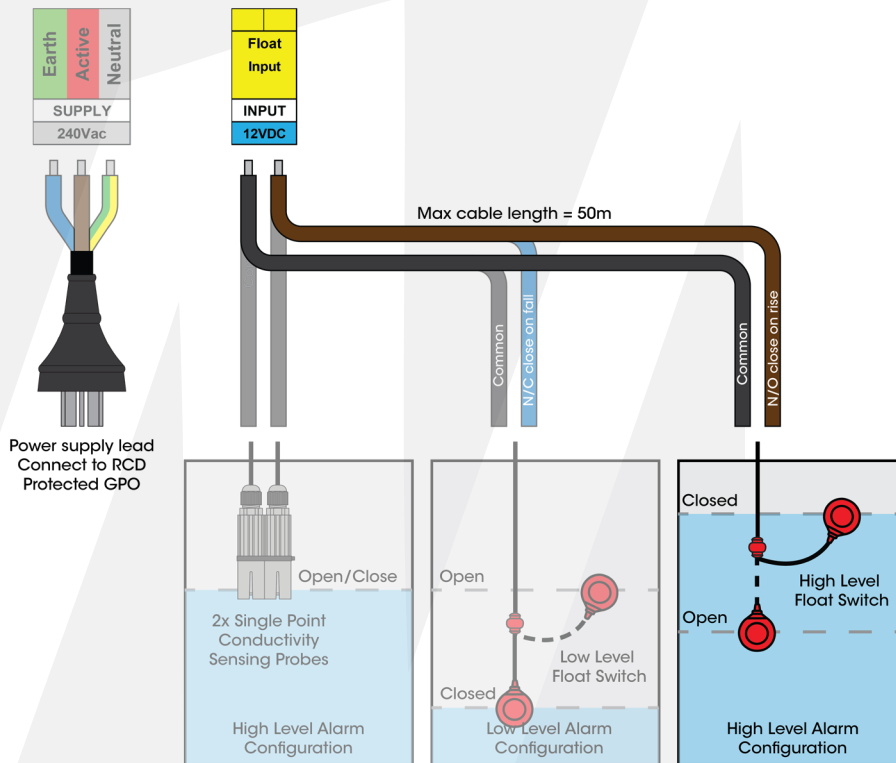 Earth
Active
Neutral
SUPPLY
240Vac
Float
Input
INPUT
12VDC
Max cable length = 50m
Common
N/C close on fall
Common
N/O close on rise
Power supply lead
Connect to RCD
Protected GPO
Open/Close
2x Single Point
Conductivity
Sensing Probes
High Level Alarm
Configuration
Open
Low Level
Float Switch
Closed
Low Level Alarm
Configuration
Closed
High Level
Float Switch
Open
High Level Alarm
Configuration